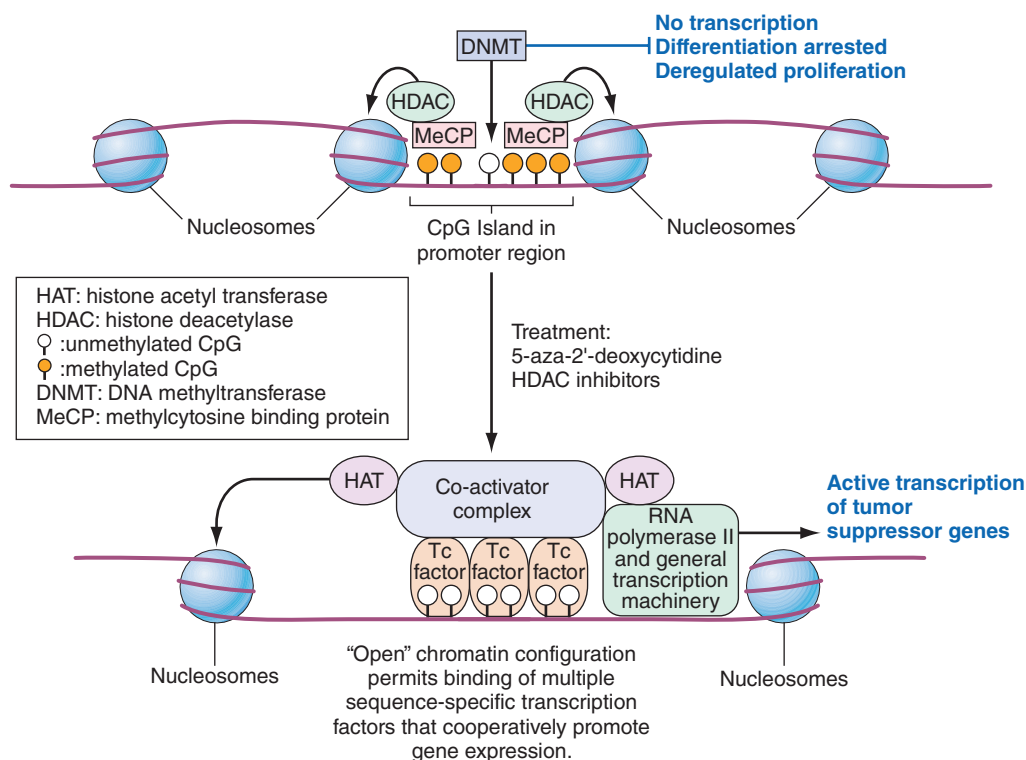 No transcription
Differentiation arrested
Deregulated proliferation
DNMT
HDAC
HDAC
MeCP
MeCP
Nucleosomes
CpG Island in
promoter region
Nucleosomes
HAT: histone acetyl transferase
HDAC: histone deacetylase
:unmethylated CpG
:methylated CpG
DNMT: DNA methyltransferase
MeCP: methylcytosine binding protein
Treatment:
5-aza-2'-deoxycytidine
HDAC inhibitors
HAT
Co-activator
complex
HAT
Active transcription
of tumor
suppressor genes
RNA
polymerase II
and general
transcription
machinery
Tc
factor
Tc
factor
Tc
factor
Nucleosomes
Nucleosomes
“Open” chromatin configuration
permits binding of multiple
sequence-specific transcription
factors that cooperatively promote
gene expression.